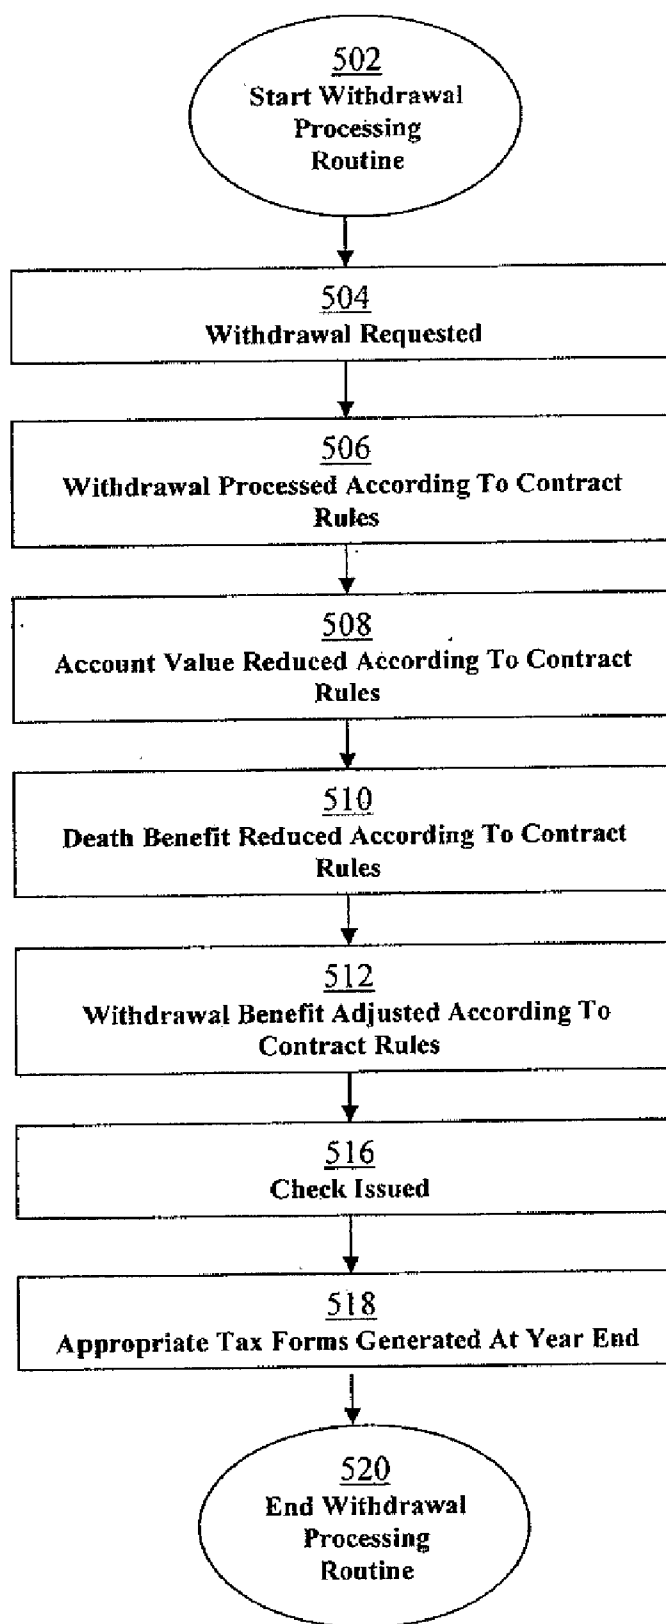 502
Start Withdrawal
Processing
Routine
504
Withdrawal Requested
506
Withdrawal Processed According To Contract
Rules
508
Account Value Reduced According To Contract
Rules
510
Death Benefit Reduced According To Contract
Rules
512
Withdrawal Benefit Adjusted According To
Contract Rules
516
Check Issued
518
Appropriate Tax Forms Generated At Year End
520
End Withdrawal
Processing
Routine